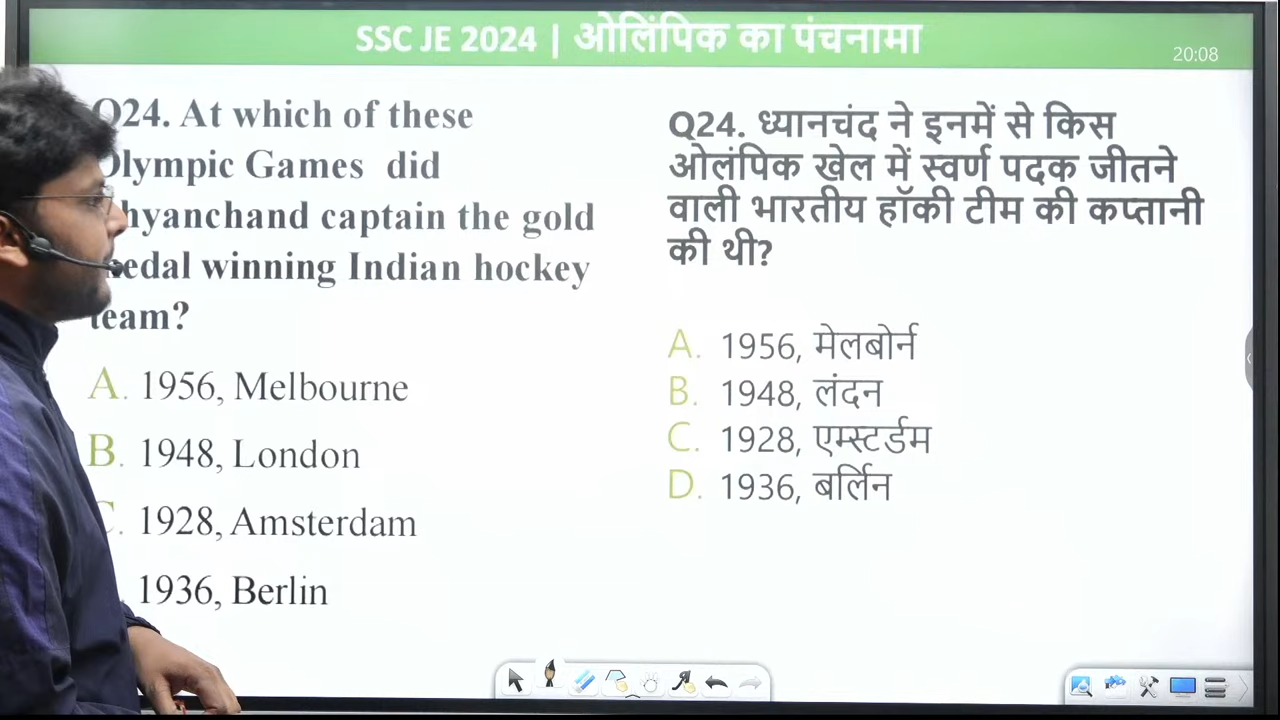 SSC JE 2024 | ओलिंपिक का पंचनामा
20:08
Q24. At which of these
Olympic Games did
hyanchand captain the gold
medal winning Indian hockey
team?
A. 1956, Melbourne
B. 1948, London
C. 1928, Amsterdam
1936, Berlin
Q24. ध्यानचंद ने इनमें से किस
ओलंपिक खेल में स्वर्ण पदक जीतने
वाली भारतीय हॉकी टीम की कप्तानी
की थी?
A. 1956, मेलबोर्न
B. 1948, लंदन
C. 1928, एम्स्टर्डम
D. 1936, बर्लिन